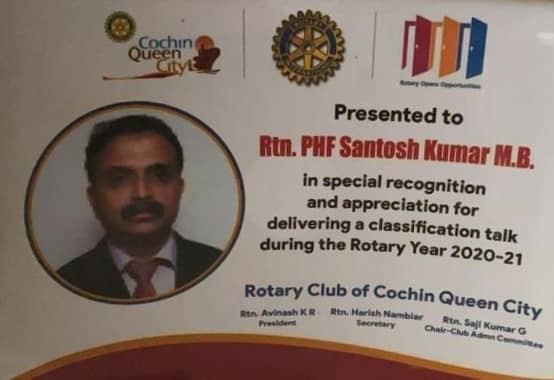 Cochin
Queen
City
ROTARY
INTERNATIONAL
Rotary Opens Opportunities
Presented to
Rtn. PHF Santosh Kumar M.B.
in special recognition
and appreciation for
delivering a classification talk
during the Rotary Year 2020-21
Rotary Club of Cochin Queen City
Rtn. Avinash K R Rtn. Harish Nambiar Rtn. Saji Kumar G
President Secretary Chair-Club Admn Committee